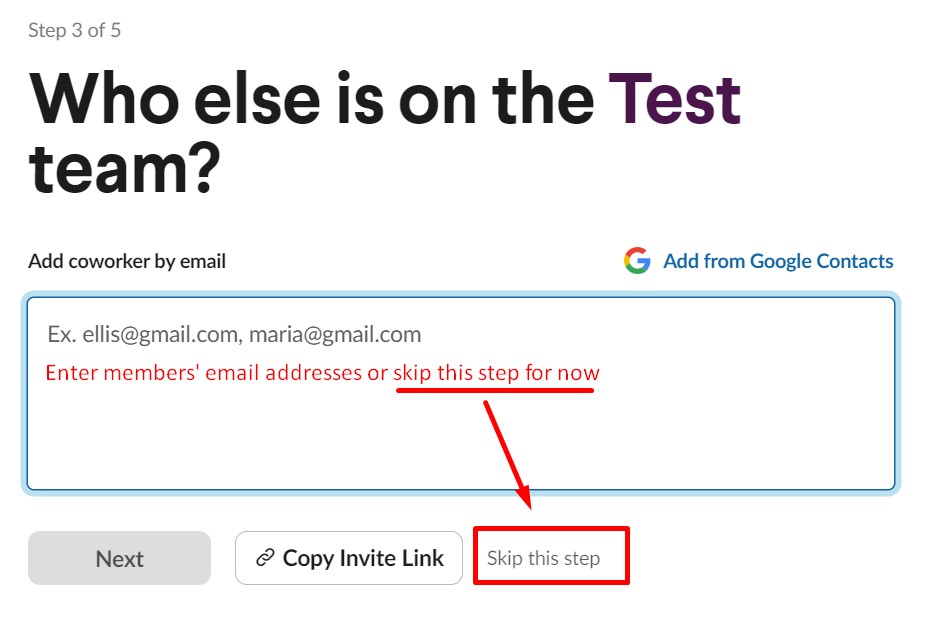 Step 3 of 5
Who else is on the Test
team?
Add coworker by email
Add from Google Contacts
Ex. ellis@gmail.com, maria@gmail.com
Enter members' email addresses or skip this step for now
Next
Copy Invite Link
Skip this step